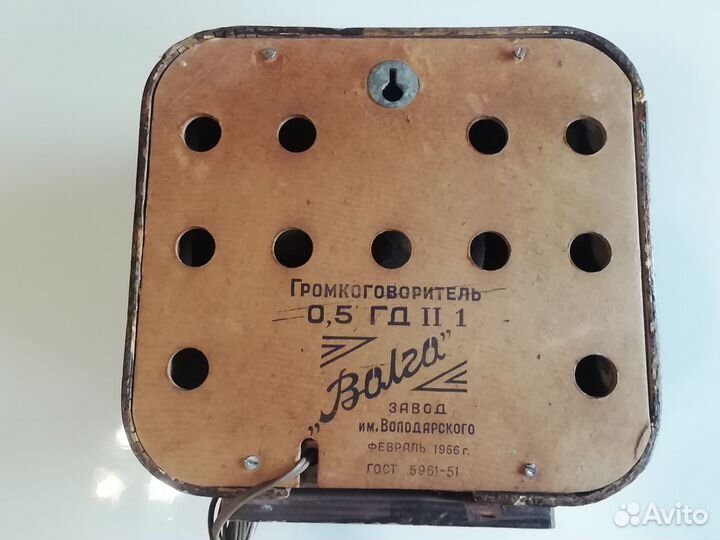 ГРОМКОГОВОРИТЕЛЬ
0,5 ГД II 1
„Волга"
ЗАВОД
ИМ. ВОЛОДАРСКОГО
ФЕВРАЛЬ 1956 г.
ГОСТ 5961-51
Avito